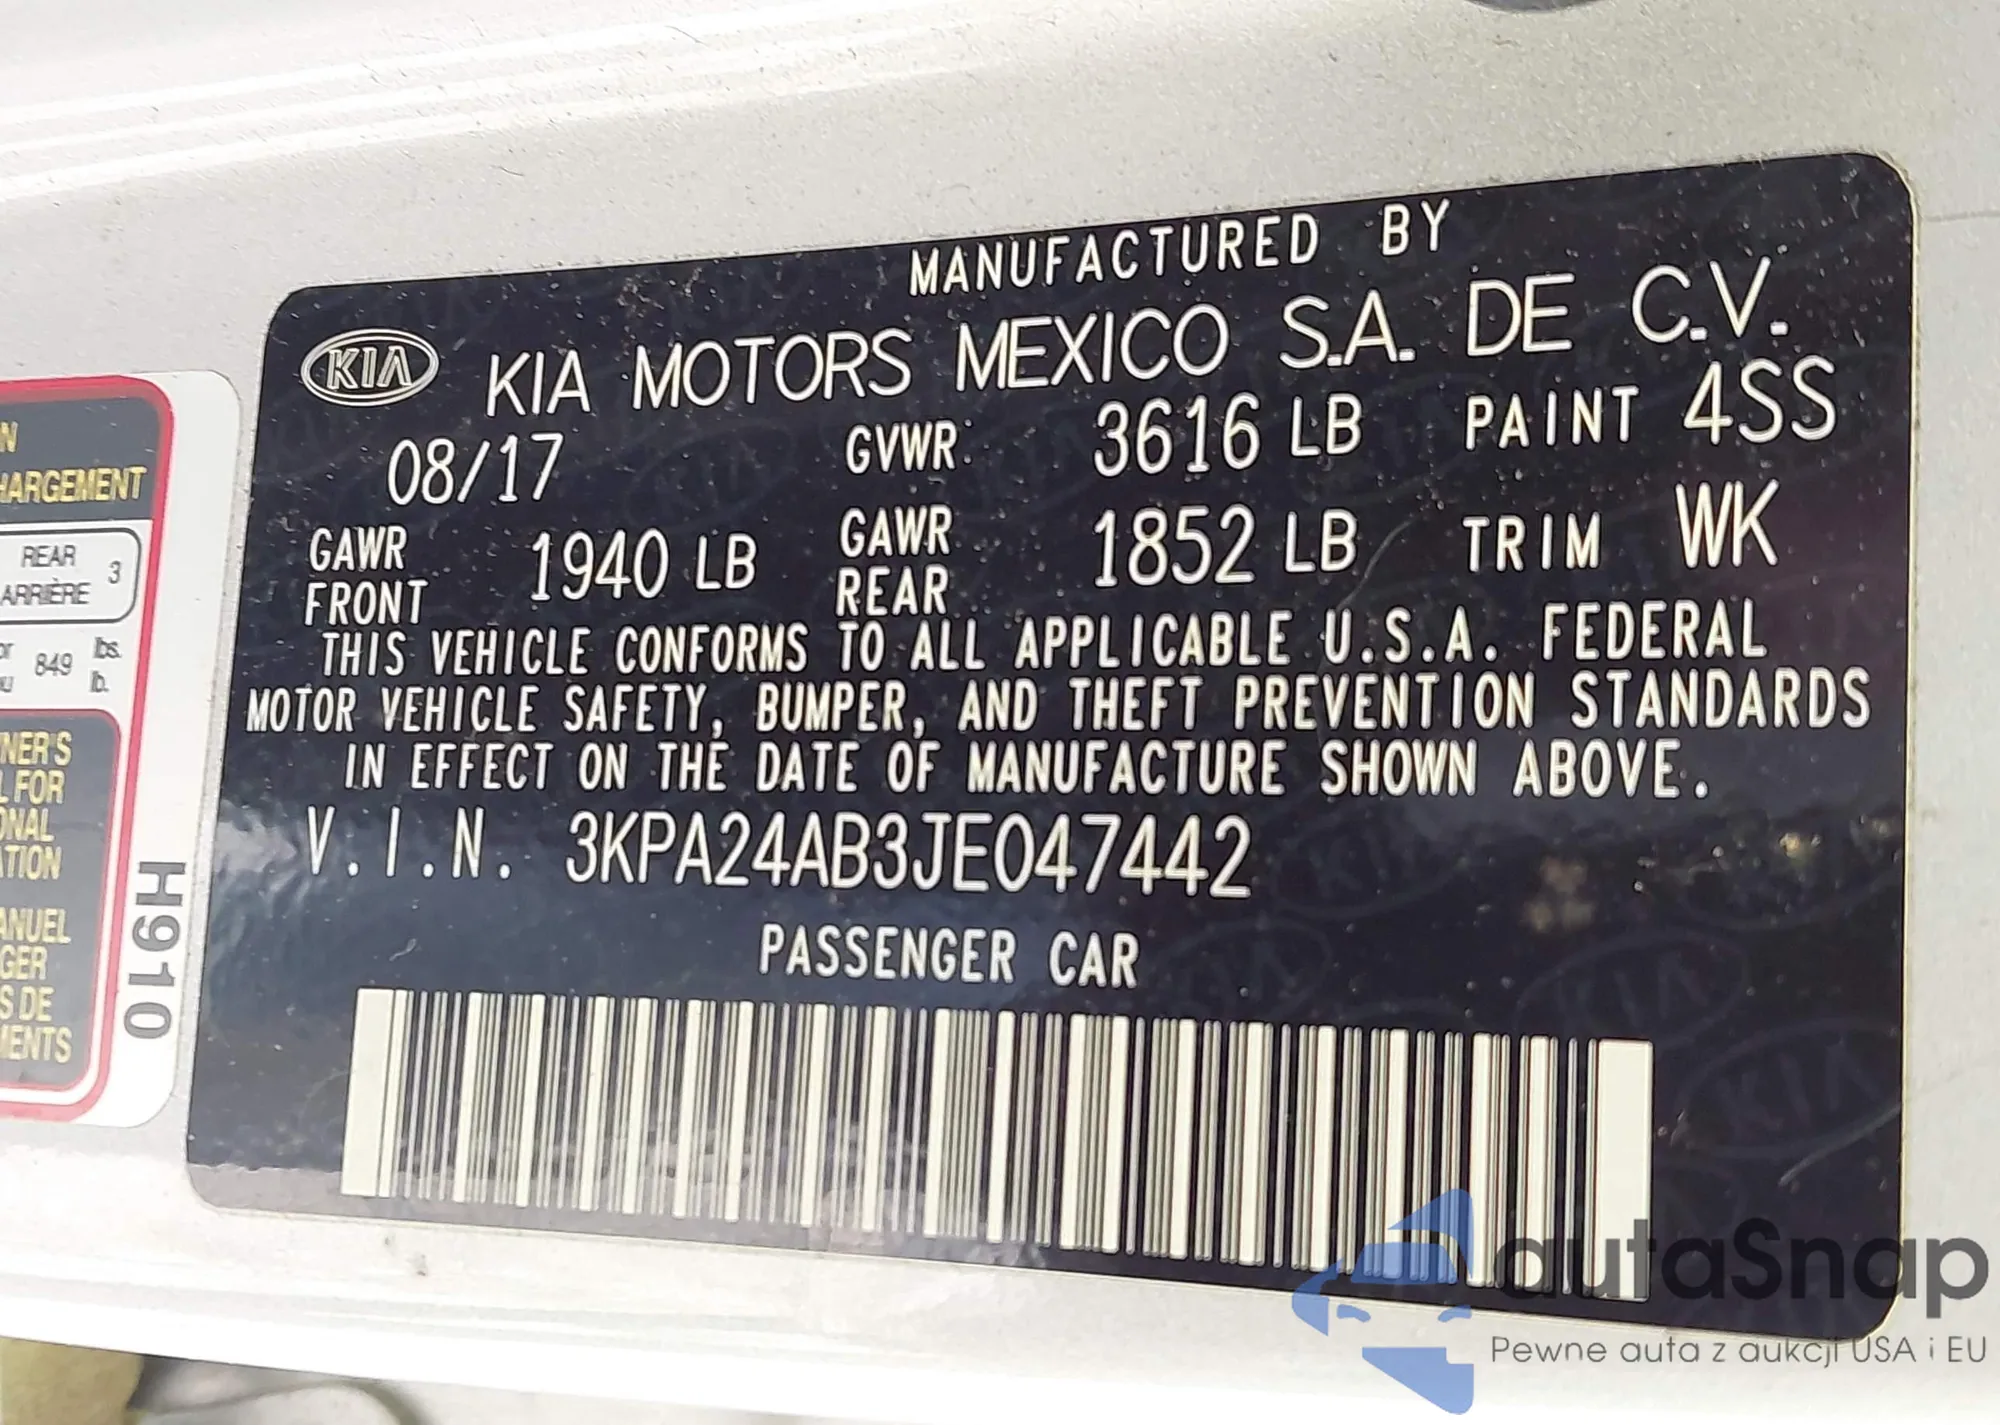 MANUFACTURED BY
KIA KIA MOTORS MEXICO S.A. DE C.V.
08/17 GVWR: 3616 LB PAINT 4SS
GAWR FRONT 1940 LB GAWR REAR 1852 LB TRIM WK
THIS VEHICLE CONFORMS TO ALL APPLICABLE U.S.A. FEDERAL
MOTOR VEHICLE SAFETY, BUMPER, AND THEFT PREVENTION STANDARDS
IN EFFECT ON THE DATE OF MANUFACTURE SHOWN ABOVE.
V.I.N. 3KPA24AB3JE047442
PASSENGER CAR
REAR
ARRIÈRE 3
849 lbs.
lb.
H910
autaSnap
Pewne auta z aukcji USA i EU